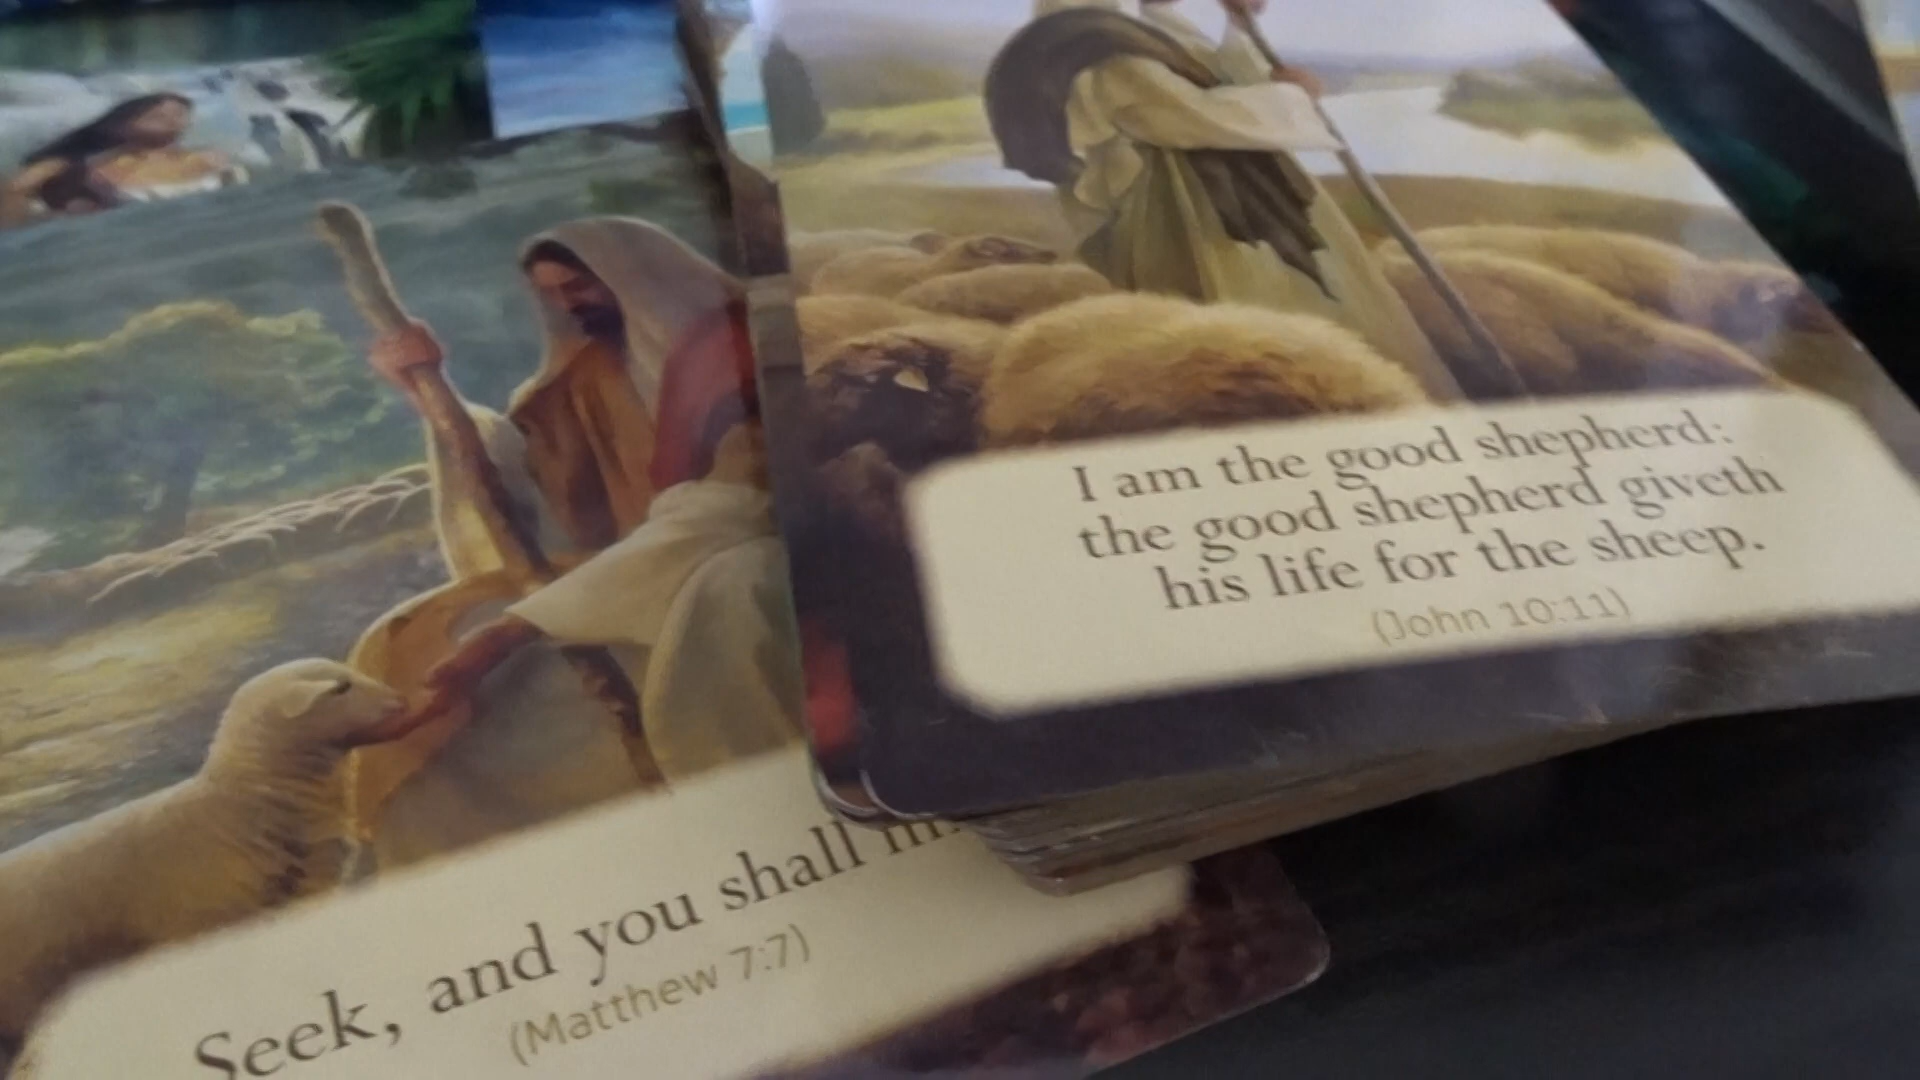 I am the good shepherd:
the good shepherd giveth
his life for the sheep.
(John 10:11)
Seek, and you shall
(Matthew 7:7)